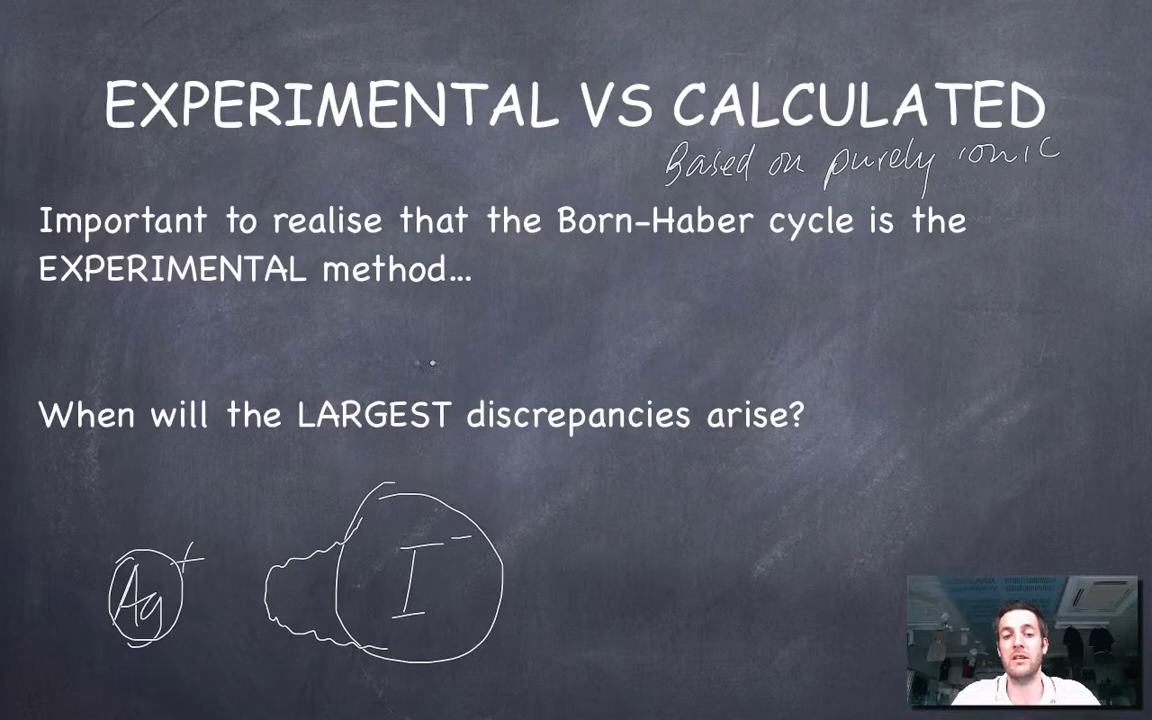 EXPERIMENTAL VS CALCULATED
Based on purely ionic
Important to realise that the Born-Haber cycle is the
EXPERIMENTAL method...
When will the LARGEST discrepancies arise?
Ag+
I-